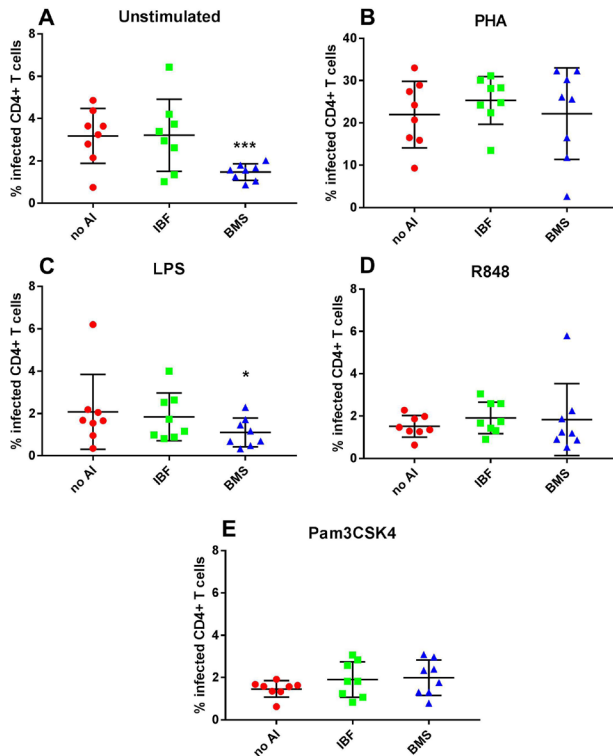 A
Unstimulated
% infected CD4+ T cells
8
6
4
2
0
***
no AI
IBF
BMS
B
PHA
% infected CD4+ T cells
40
30
20
10
0
no AI
IBF
BMS
C
LPS
% infected CD4+ T cells
8
6
4
2
0
*
no AI
IBF
BMS
D
R848
% infected CD4+ T cells
8
6
4
2
0
no AI
IBF
BMS
E
Pam3CSK4
% infected CD4+ T cells
8
6
4
2
0
no AI
IBF
BMS